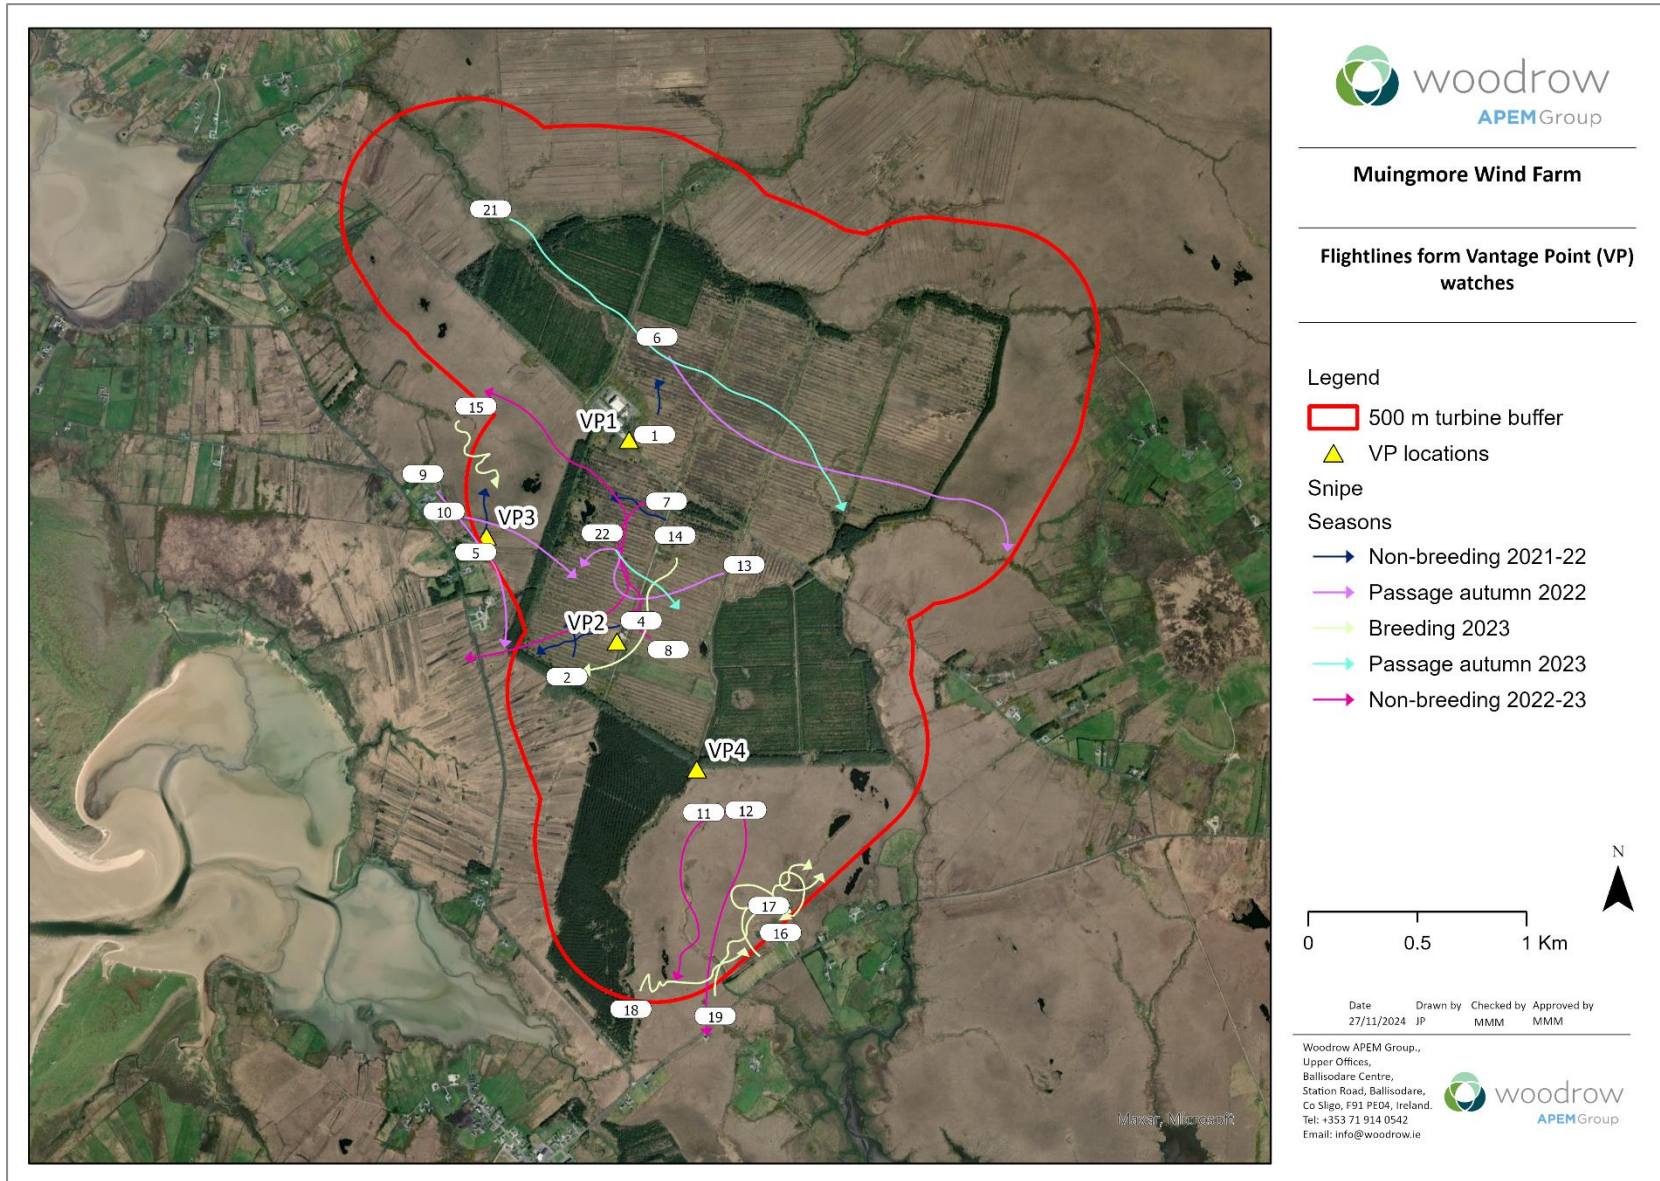 21
6
15
VP1
1
9
10
VP3
7
22
14
5
13
VP2
4
8
2
VP4
11
12
17
16
18
19
Maxar, Microsoft
woodrow
APEMGroup
Muingmore Wind Farm
Flightlines form Vantage Point (VP)
watches
Legend
500 m turbine buffer
VP locations
Snipe
Seasons
Non-breeding 2021-22
Passage autumn 2022
Breeding 2023
Passage autumn 2023
Non-breeding 2022-23
N
0 0.5 1 Km
Date Drawn by Checked by Approved by
27/11/2024 JP MMM MMM
Woodrow APEM Group.,
Upper Offices,
Ballisodare Centre,
Station Road, Ballisodare,
Co Sligo, F91 PE04, Ireland.
Tel: +353 71 914 0542
Email: info@woodrow.ie
woodrow
APEMGroup